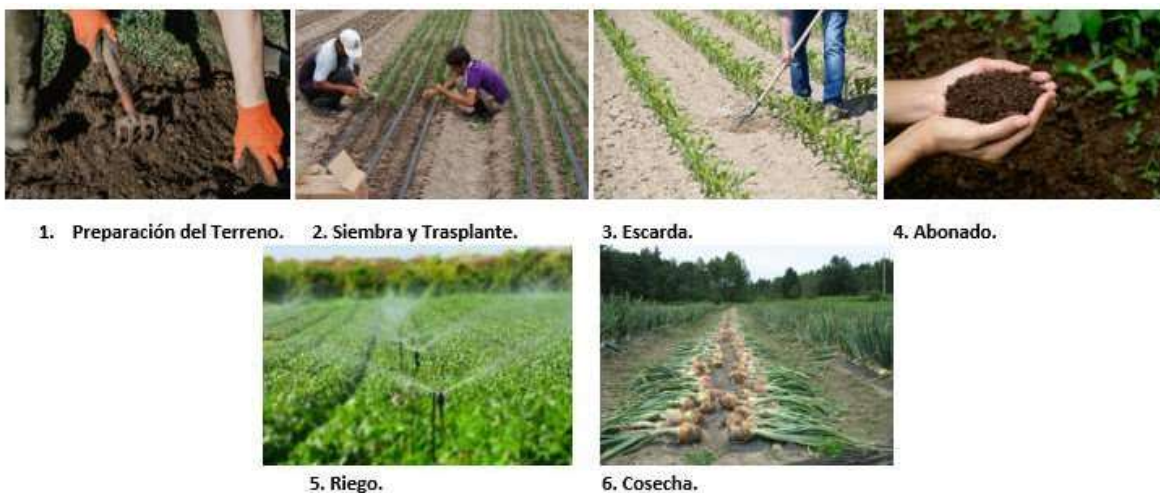 1. Preparación del Terreno.
2. Siembra y Trasplante.
3. Escarda.
4. Abonado.
5. Riego.
6. Cosecha.